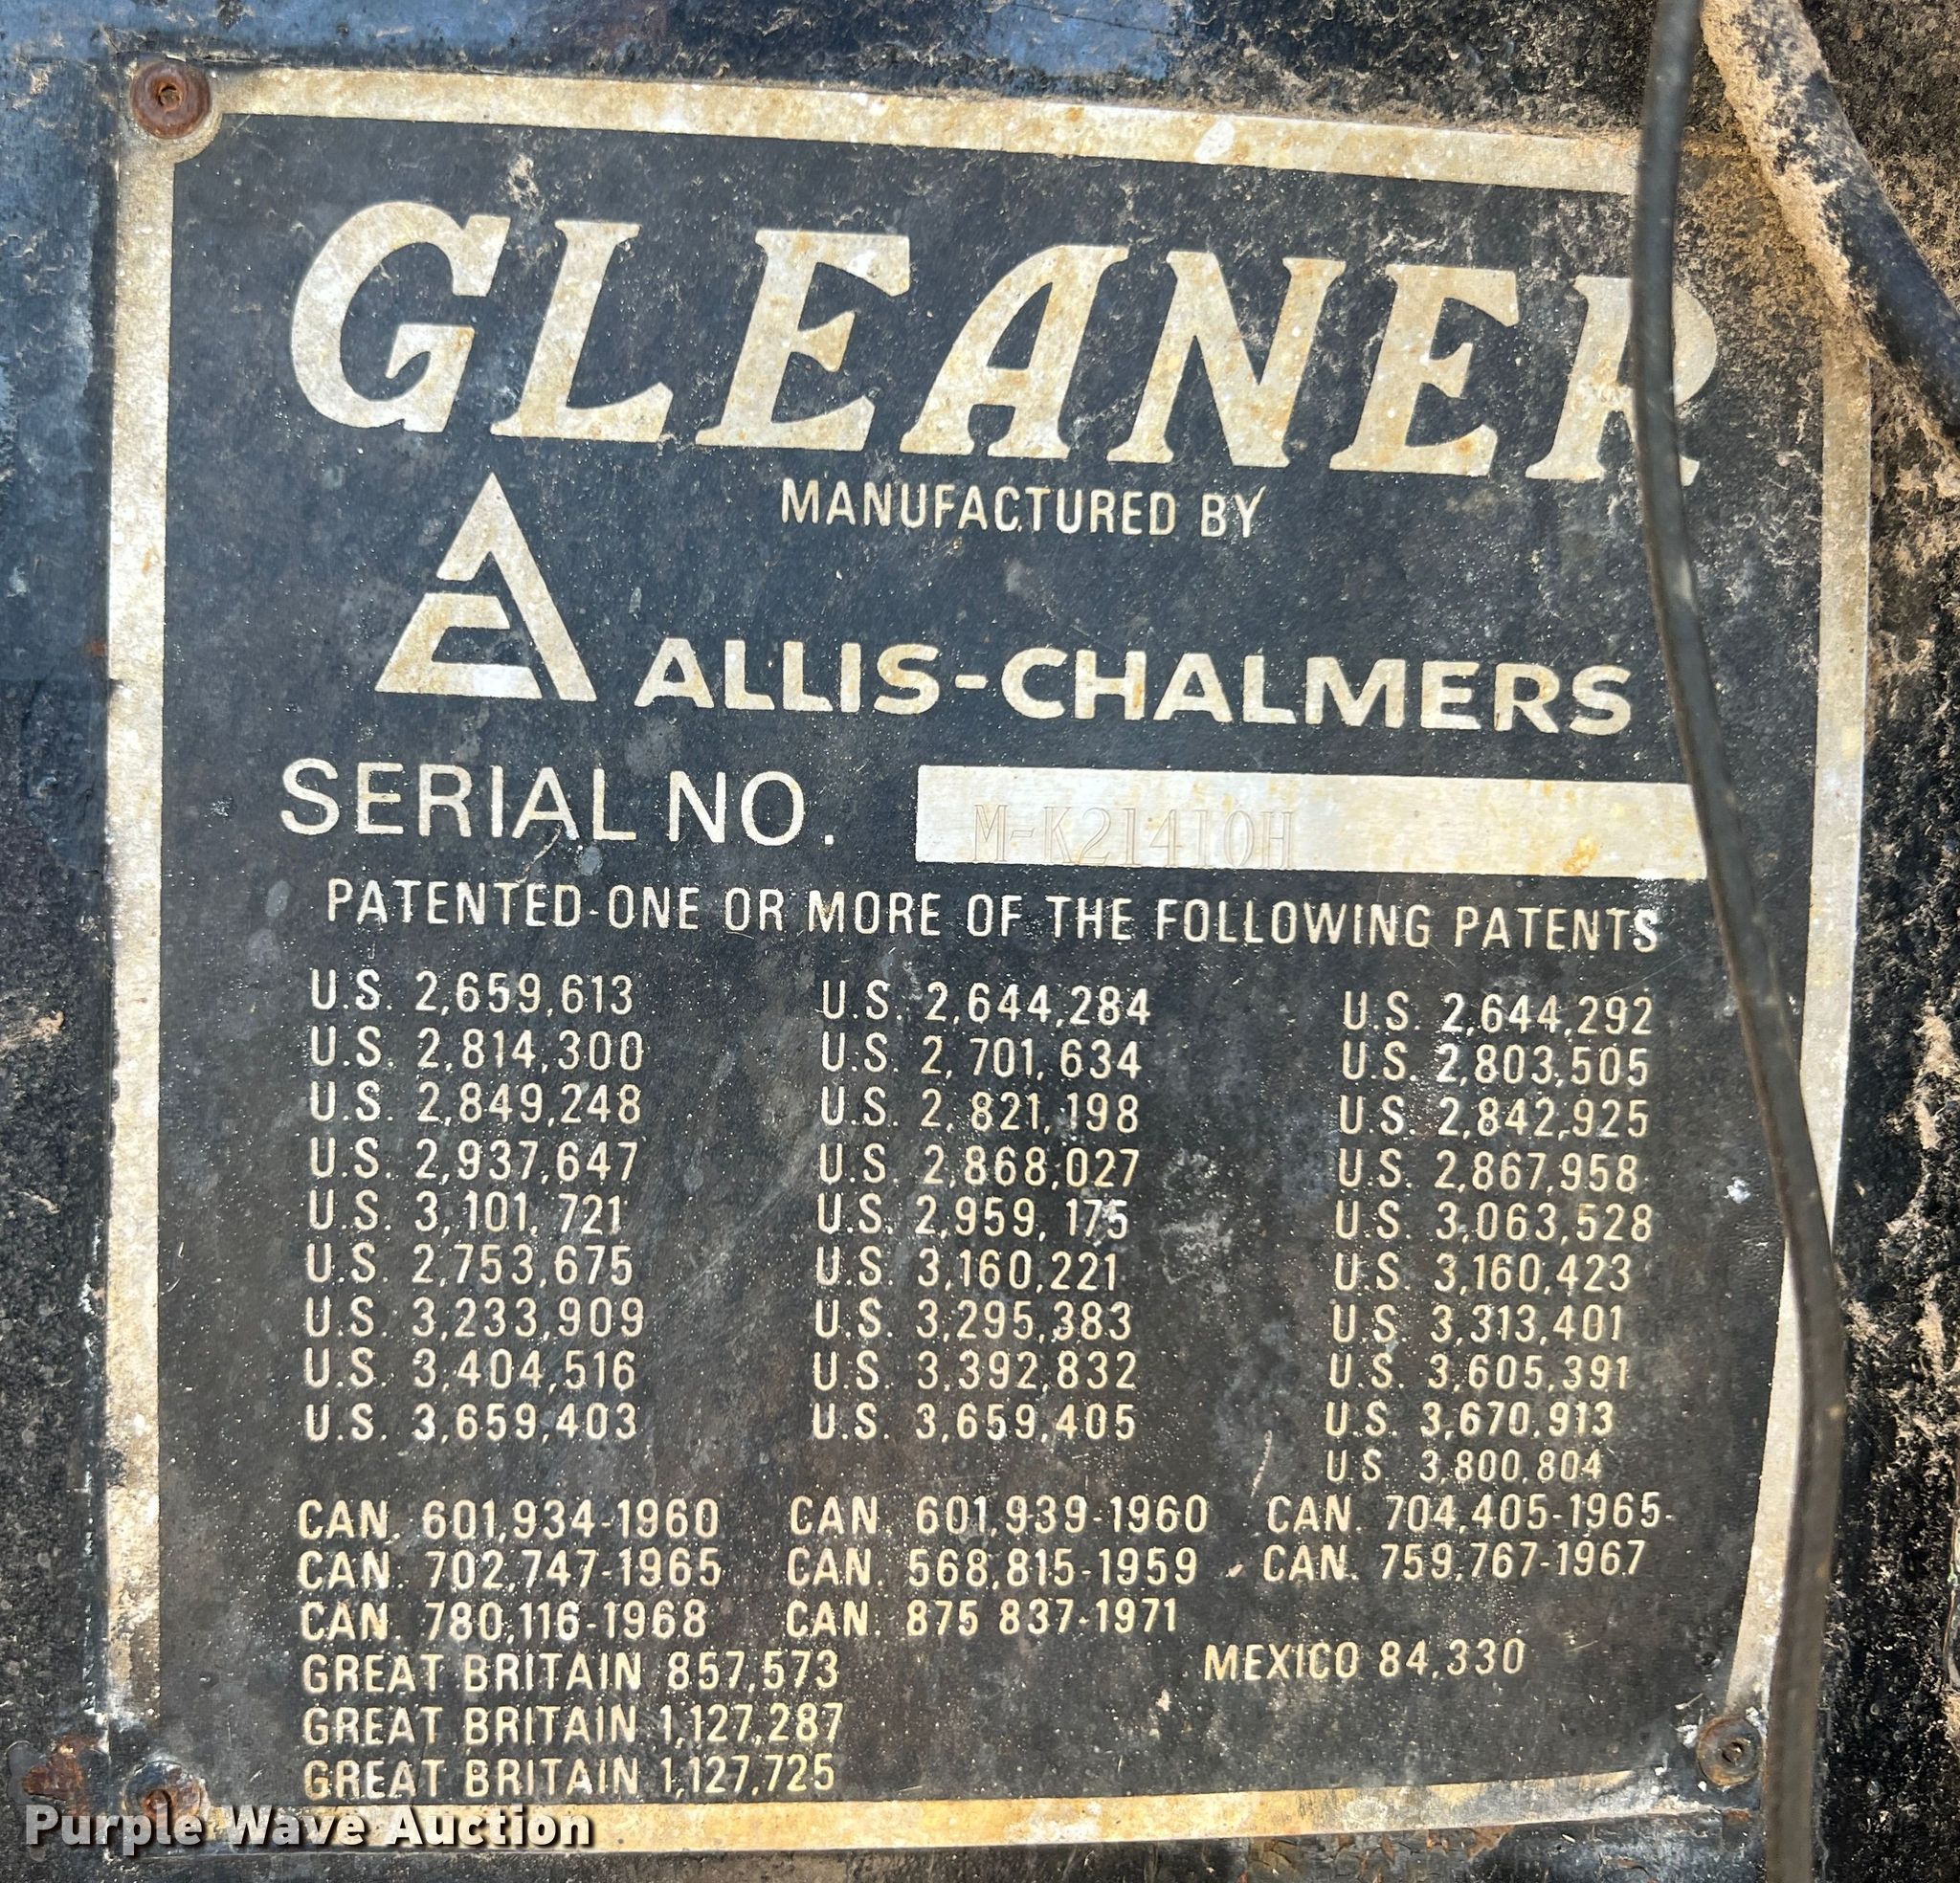 GLEANER
MANUFACTURED BY
ALLIS-CHALMERS
SERIAL NO. M-K21410H
PATENTED ONE OR MORE OF THE FOLLOWING PATENTS
U.S. 2,659,613 U.S. 2,644,284 U.S. 2,644,292
U.S. 2,814,300 U.S. 2,701,634 U.S. 2,803,505
U.S. 2,849,248 U.S. 2,821,198 U.S. 2,842,925
U.S. 2,937,647 U.S 2,868,027 U.S. 2,867,958
U.S. 3,101,721 U.S. 2,959,175 U.S. 3,063,528
U.S. 2,753,675 U.S. 3,160,221 U.S. 3,160,423
U.S. 3,233,909 U.S. 3,295,383 U.S. 3,313,401
U.S. 3,404,516 U.S. 3,392,832 U.S. 3,605,391
U.S. 3,659,403 U.S. 3,659,405 U.S. 3,670,913
U S 3,800,804
CAN. 601,934-1960 CAN. 601,939-1960 CAN. 704,405-1965
CAN. 702,747-1965 CAN. 568,815-1959 CAN. 759,767-1967
CAN. 780,116-1968 CAN. 875 837-1971
GREAT BRITAIN 857,573 MEXICO 84,330
GREAT BRITAIN 1,127,287
GREAT BRITAIN 1,127,725
Purple Wave Auction